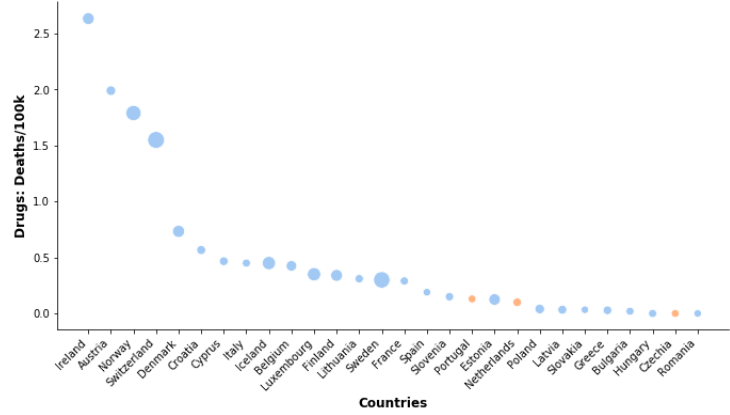 Drugs: Deaths/100k
2.5
2.0
1.5
1.0
0.5
0.0
Ireland
Austria
Norway
Switzerland
Denmark
Croatia
Cyprus
Italy
Iceland
Belgium
Luxembourg
Finland
Lithuania
Sweden
France
Spain
Slovenia
Portugal
Estonia
Netherlands
Poland
Latvia
Slovakia
Greece
Bulgaria
Hungary
Czechia
Romania
Countries